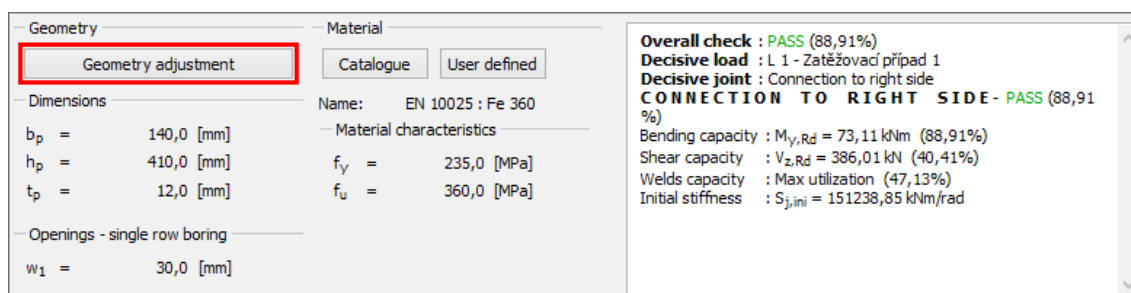 Geometry
Geometry adjustment
Dimensions
bp = 140,0 [mm]
hp = 410,0 [mm]
tp = 12,0 [mm]
Openings - single row boring
w1 = 30,0 [mm]
Material
Catalogue User defined
Name: EN 10025 : Fe 360
Material characteristics
fy = 235,0 [MPa]
fu = 360,0 [MPa]
Overall check : PASS (88,91%)
Decisive load : L 1 - Zatěžovací případ 1
Decisive joint : Connection to right side
CONNECTION TO RIGHT SIDE- PASS (88,91
%)
Bending capacity : My,Rd = 73,11 kNm (88,91%)
Shear capacity : Vz,Rd = 386,01 kN (40,41%)
Welds capacity : Max utilization (47,13%)
Initial stiffness : Sj,ini = 151238,85 kNm/rad